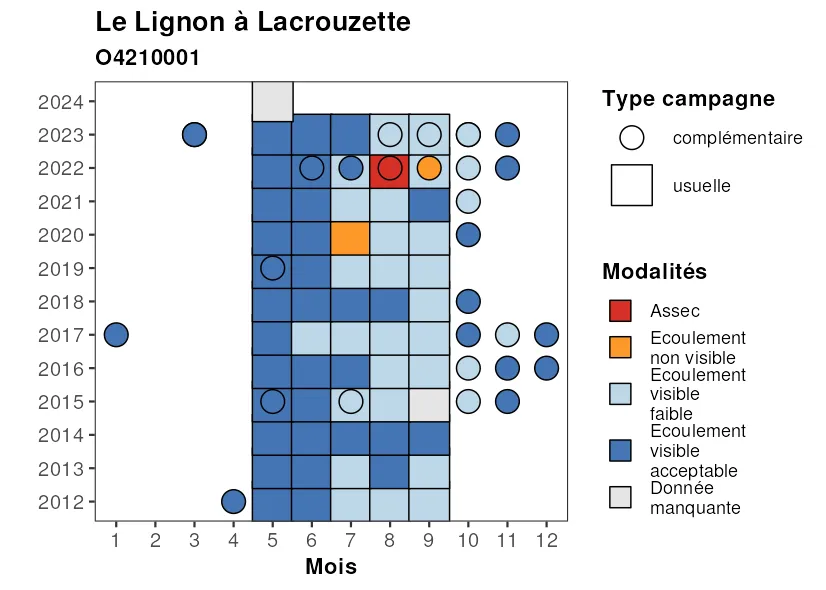 Le Lignon à Lacrouzette
O4210001
2024
2023
2022
2021
2020
2019
2018
2017
2016
2015
2014
2013
2012
1 2 3 4 5 6 7 8 9 10 11 12
Mois
Type campagne
complémentaire
usuelle
Modalités
Assec
Ecoulement
non visible
Ecoulement
visible
faible
Ecoulement
visible
acceptable
Donnée
manquante